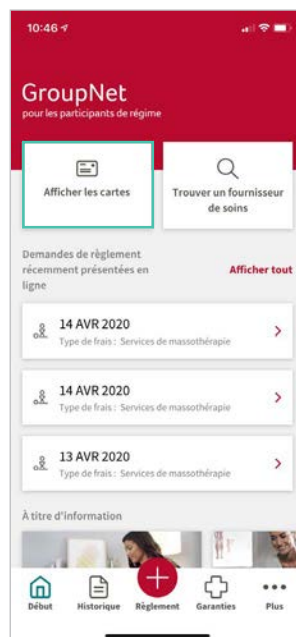 10:46
GroupNet
pour les participants de régime
Afficher les cartes
Trouver un fournisseur
de soins
Demandes de règlement
récemment présentées en
ligne
Afficher tout
14 AVR 2020
Type de frais : Services de massothérapie
14 AVR 2020
Type de frais : Services de massothérapie
13 AVR 2020
Type de frais : Services de massothérapie
À titre d'information
Début
Historique
Règlement
Garanties
Plus